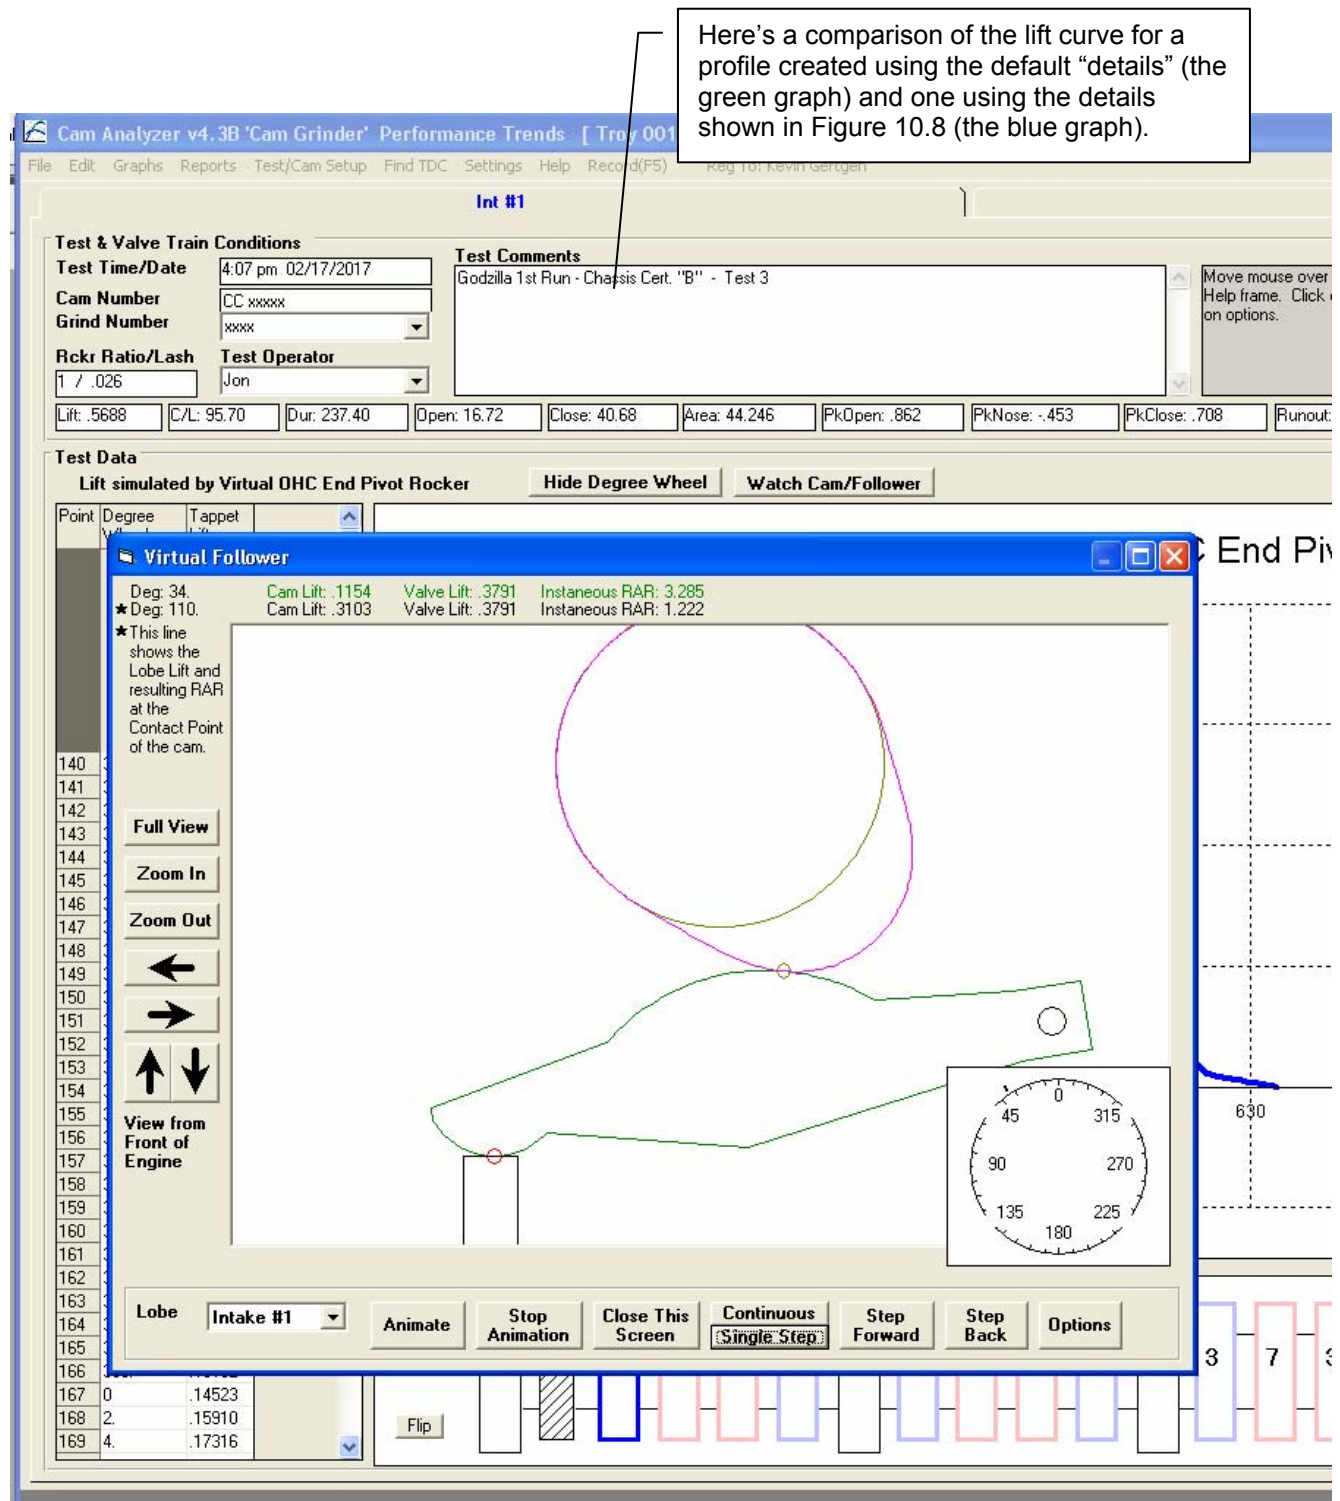 Here’s a comparison of the lift curve for a
profile created using the default “details” (the
green graph) and one using the details
shown in Figure 10.8 (the blue graph).
Cam Analyzer v4.3B 'Cam Grinder' Performance Trends [ Troy 001
File Edit Graphs Reports Test/Cam Setup Find TDC Settings Help Record(F5) Reg To: Kevin Gertgen
Int #1
Test & Valve Train Conditions
Test Time/Date 4:07 pm 02/17/2017
Cam Number CC xxxxx
Grind Number xxxx
Rckr Ratio/Lash Test Operator
1 / .026 Jon
Test Comments
Godzilla 1st Run - Chassis Cert. "B" - Test 3
Move mouse over
Help frame. Click
on options.
Lift: .5688 C/L: 95.70 Dur: 237.40 Open: 16.72 Close: 40.68 Area: 44.246 PkOpen: .862 PkNose: -.453 PkClose: .708 Runout:
Test Data
Lift simulated by Virtual OHC End Pivot Rocker Hide Degree Wheel Watch Cam/Follower
Point Degree Tappet
C End Piv
Virtual Follower
Deg: 34. Cam Lift: .1154 Valve Lift: .3791 Instaneous RAR: 3.285
★Deg: 110. Cam Lift: .3103 Valve Lift: .3791 Instaneous RAR: 1.222
★This line
shows the
Lobe Lift and
resulting RAR
at the
Contact Point
of the cam.
Full View
Zoom In
Zoom Out
View from
Front of
Engine
0
45 315
90 270
135 225
180
630
Lobe Intake #1 Animate
Stop
Animation
Close This
Screen
Continuous
Single Step
Step
Forward
Step
Back
Options
140
141
142
143
144
145
146
147
148
149
150
151
152
153
154
155
156
157
158
159
160
161
162
163
164
165
166
167 0 .14523
168 2. .15910
169 4. .17316
Flip
3 7 3